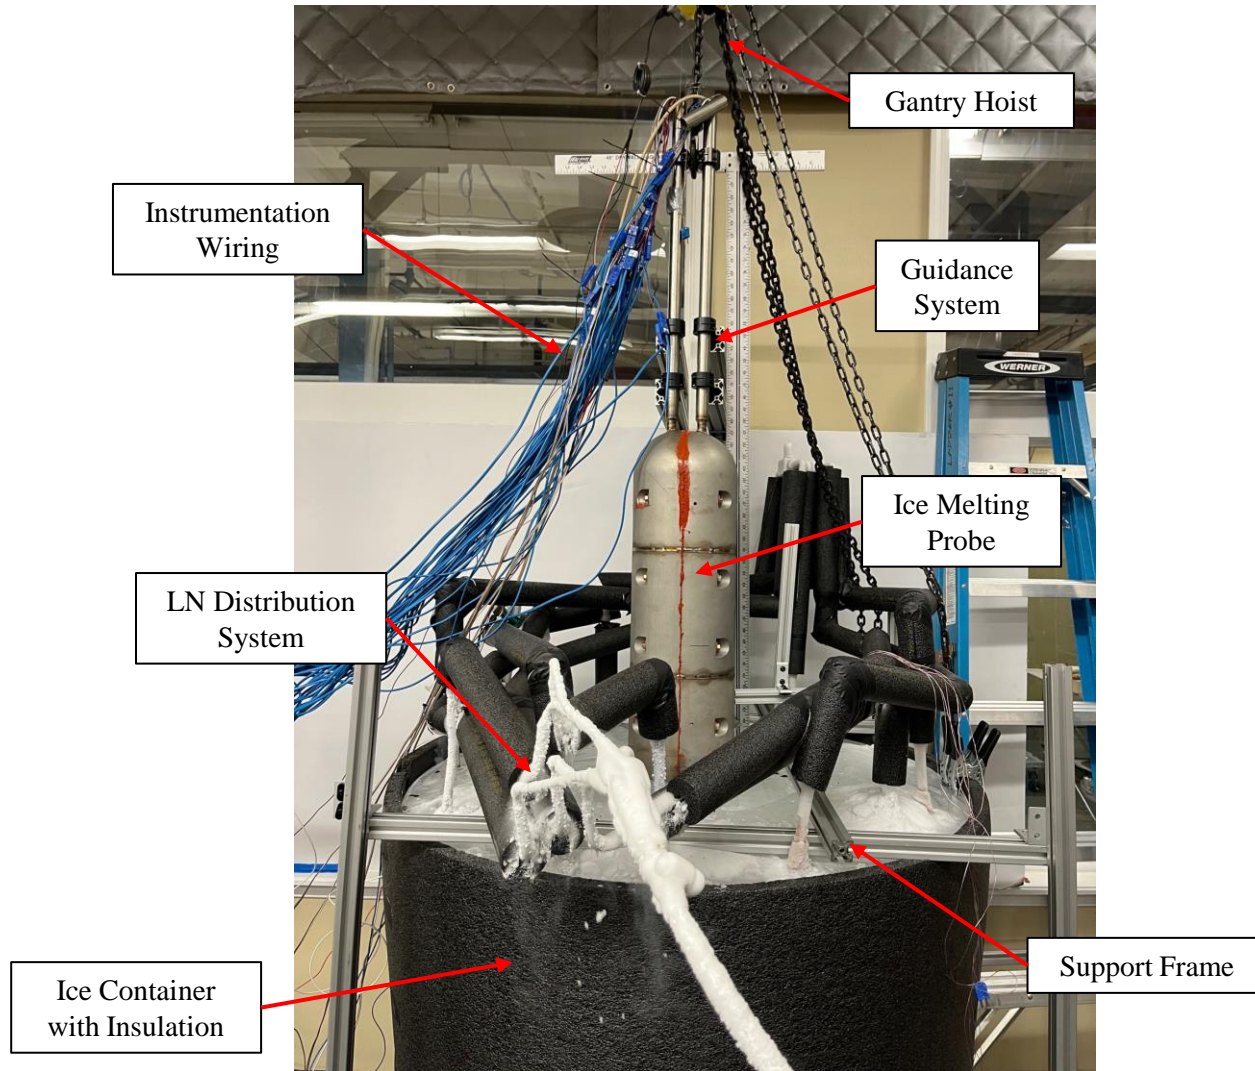 Gantry Hoist
Instrumentation
Wiring
Guidance
System
WERNER
Ice Melting
Probe
LN Distribution
System
Support Frame
Ice Container
with Insulation